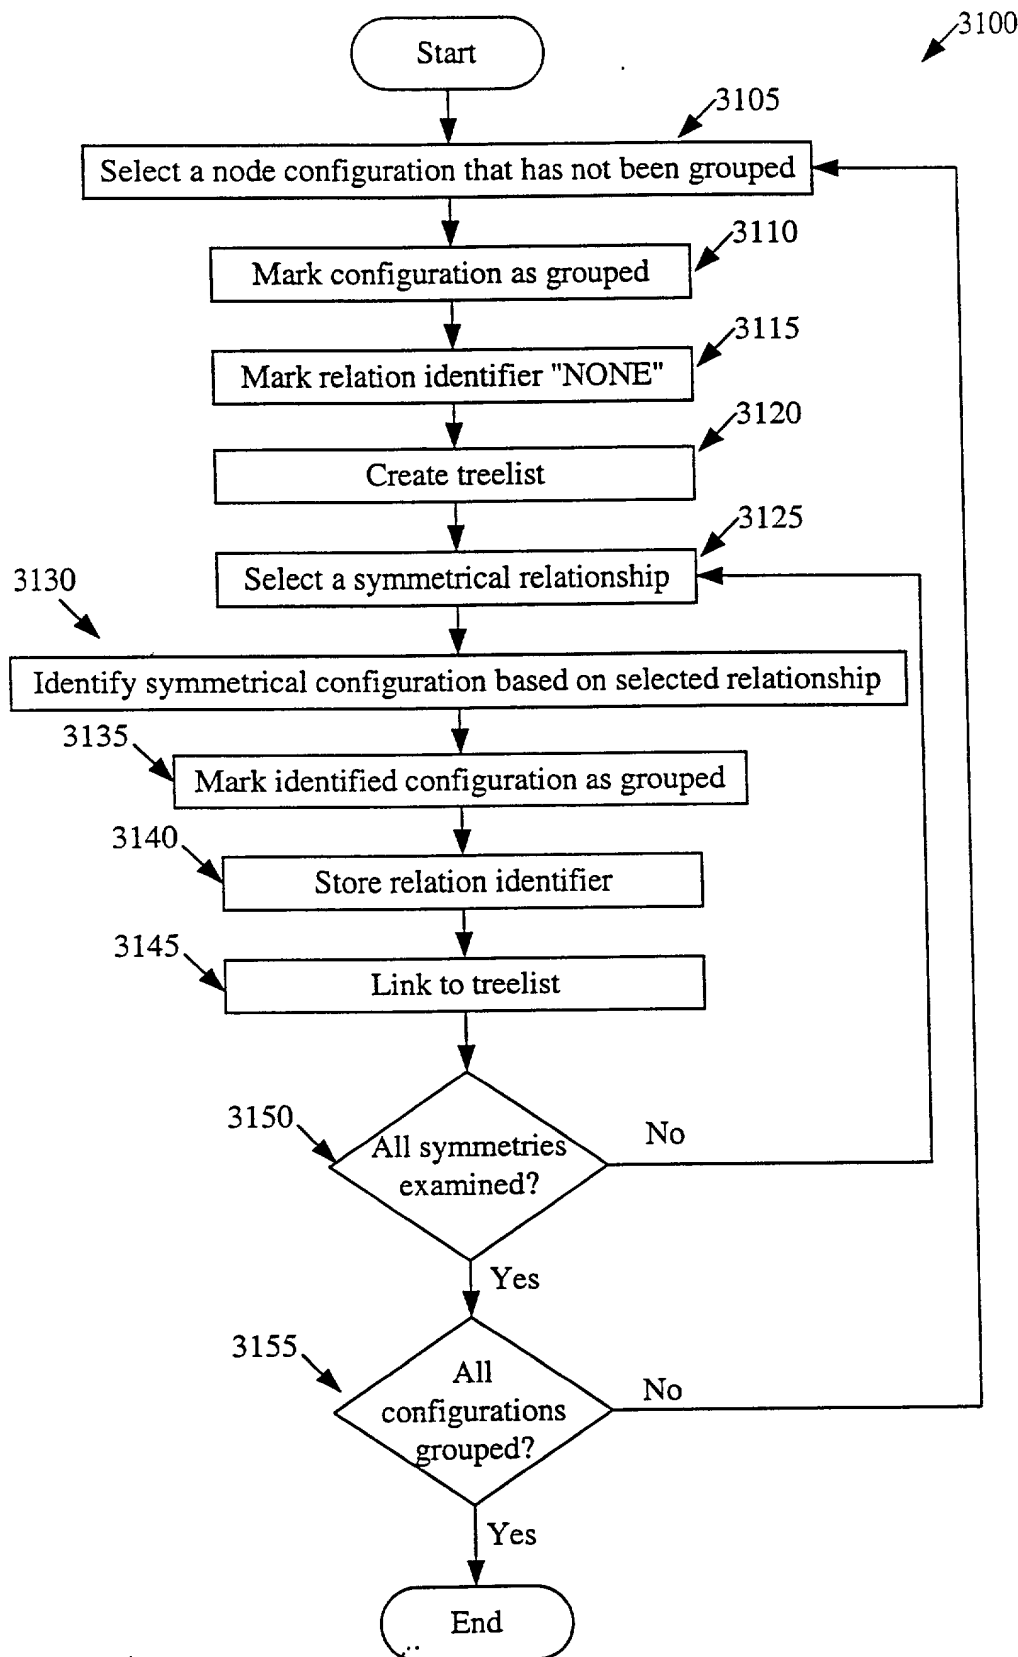 3100
Start
3105
Select a node configuration that has not been grouped
3110
Mark configuration as grouped
3115
Mark relation identifier "NONE"
3120
Create treelist
3125
Select a symmetrical relationship
3130
Identify symmetrical configuration based on selected relationship
3135
Mark identified configuration as grouped
3140
Store relation identifier
3145
Link to treelist
3150
All symmetries
examined?
No
Yes
3155
All
configurations
grouped?
No
Yes
End